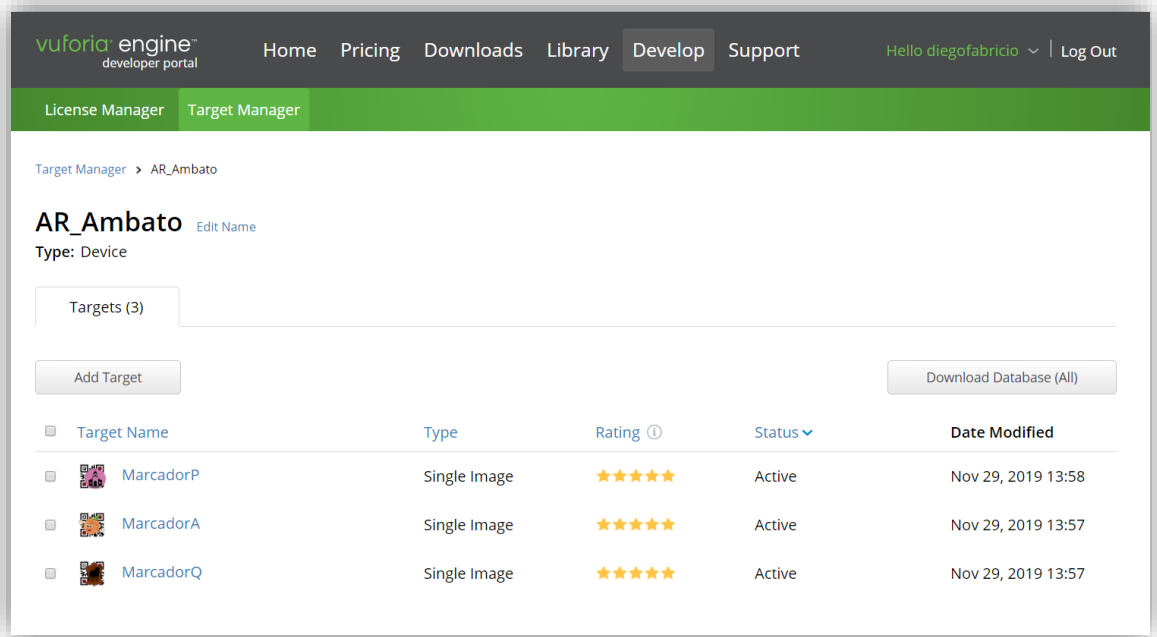 vuforia engine™
developer portal
Home Pricing Downloads Library Develop Support
Hello diegofabricio | Log Out
License Manager Target Manager
Target Manager > AR_Ambato
AR_Ambato Edit Name
Type: Device
Targets (3)
Add Target Download Database (All)
Target Name Type Rating Status Date Modified
MarcadorP Single Image Active Nov 29, 2019 13:58
MarcadorA Single Image Active Nov 29, 2019 13:57
MarcadorQ Single Image Active Nov 29, 2019 13:57